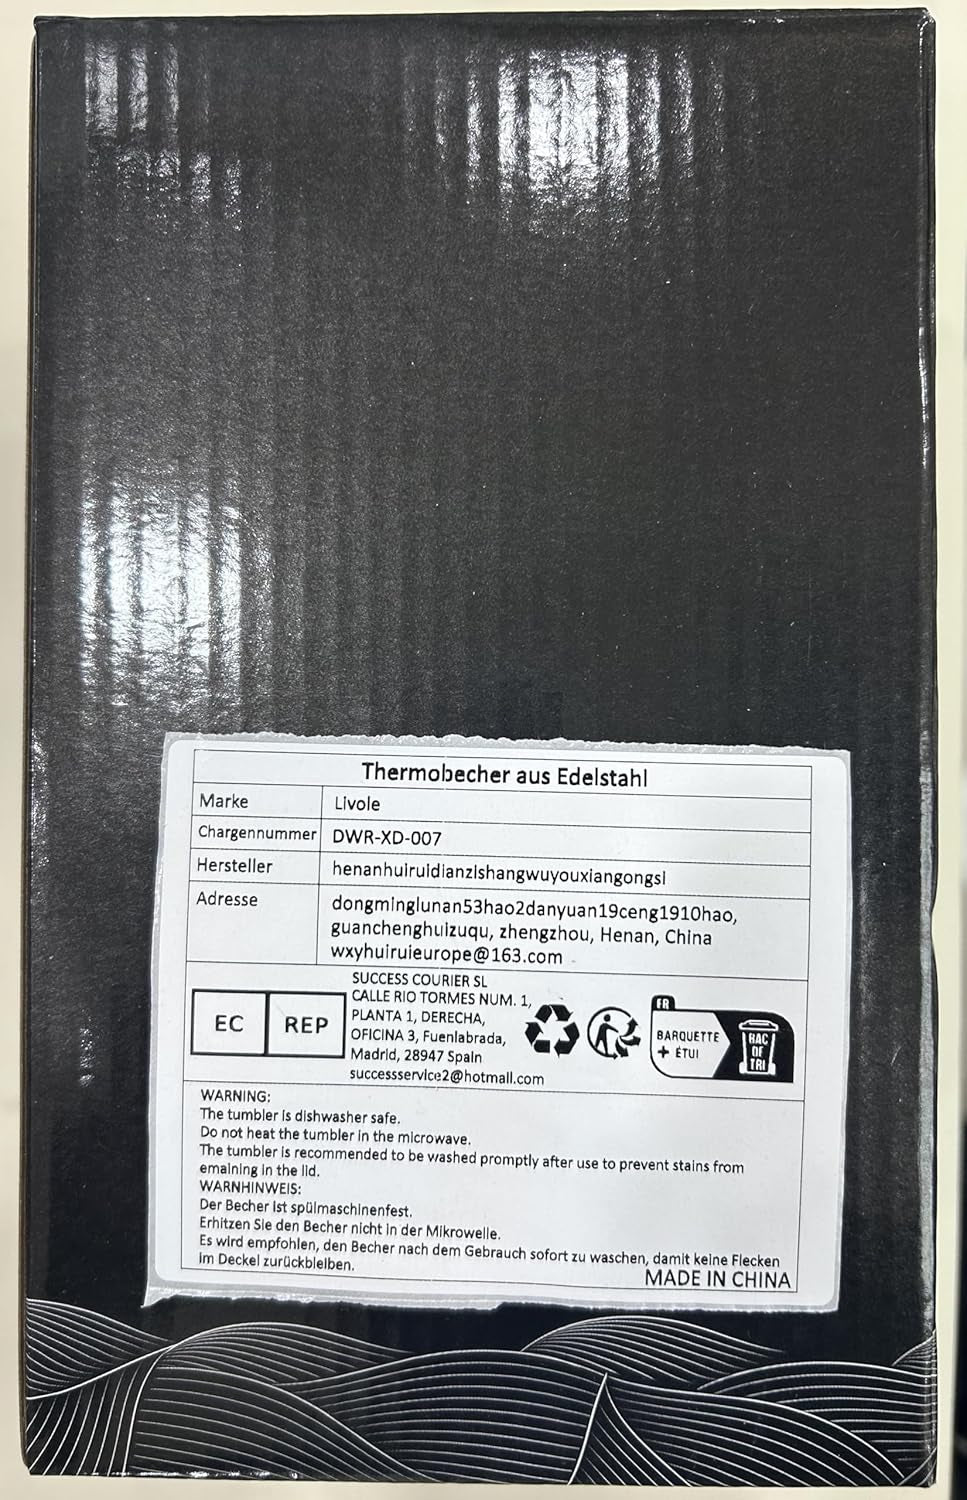 Thermobecher aus Edelstahl
Marke Livole
Chargennummer DWR-XD-007
Hersteller henanhuiruidianzishangwuyouxiangongsi
Adresse dongminglunan53hao2danyuan19ceng1910hao,
guanchenghuizuqu, zhengzhou, Henan, China
wxyhuiruieurope@163.com
EC REP
SUCCESS COURIER SL
CALLE RIO TORMES NUM. 1,
PLANTA 1, DERECHA,
OFICINA 3, Fuenlabrada,
Madrid, 28947 Spain
successservice2@hotmail.com
FR
BARQUETTE
+ ÉTUI
BAC
DE
TRI
WARNING:
The tumbler is dishwasher safe.
Do not heat the tumbler in the microwave.
The tumbler is recommended to be washed promptly after use to prevent stains from
emaining in the lid.
WARNHINWEIS:
Der Becher ist spülmaschinenfest.
Erhitzen Sie den Becher nicht in der Mikrowelle.
Es wird empfohlen, den Becher nach dem Gebrauch sofort zu waschen, damit keine Flecken
im Deckel zurückbleiben.
MADE IN CHINA